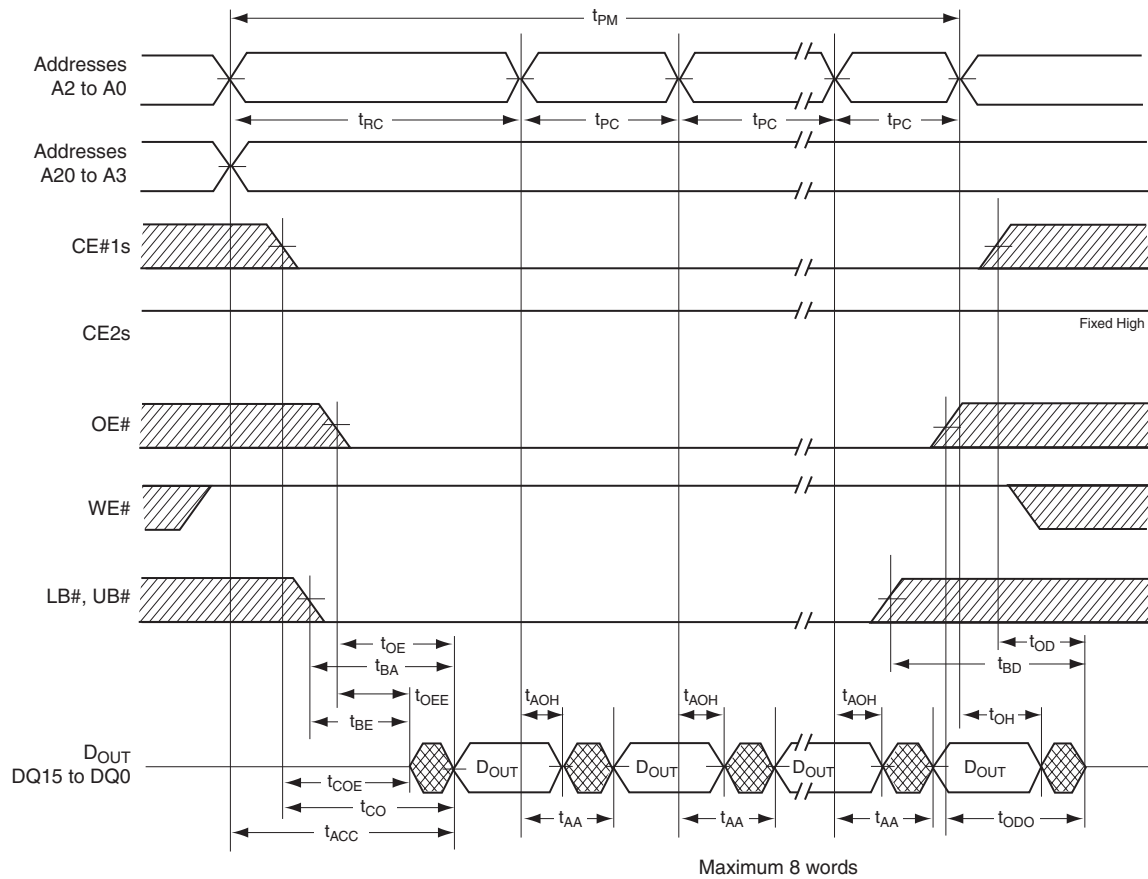 tPM
Addresses
A2 to A0
tRC
tPC
tPC
tPC
Addresses
A20 to A3
CE#1s
CE2s
Fixed High
OE#
WE#
LB#, UB#
tOE
tOD
tBA
tBD
tOEE
tAOH
tAOH
tAOH
tBE
tOH
DOUT
DQ15 to DQ0
DOUT
DOUT
DOUT
DOUT
tCOE
tCO
tAA
tAA
tAA
tODO
tACC
Maximum 8 words